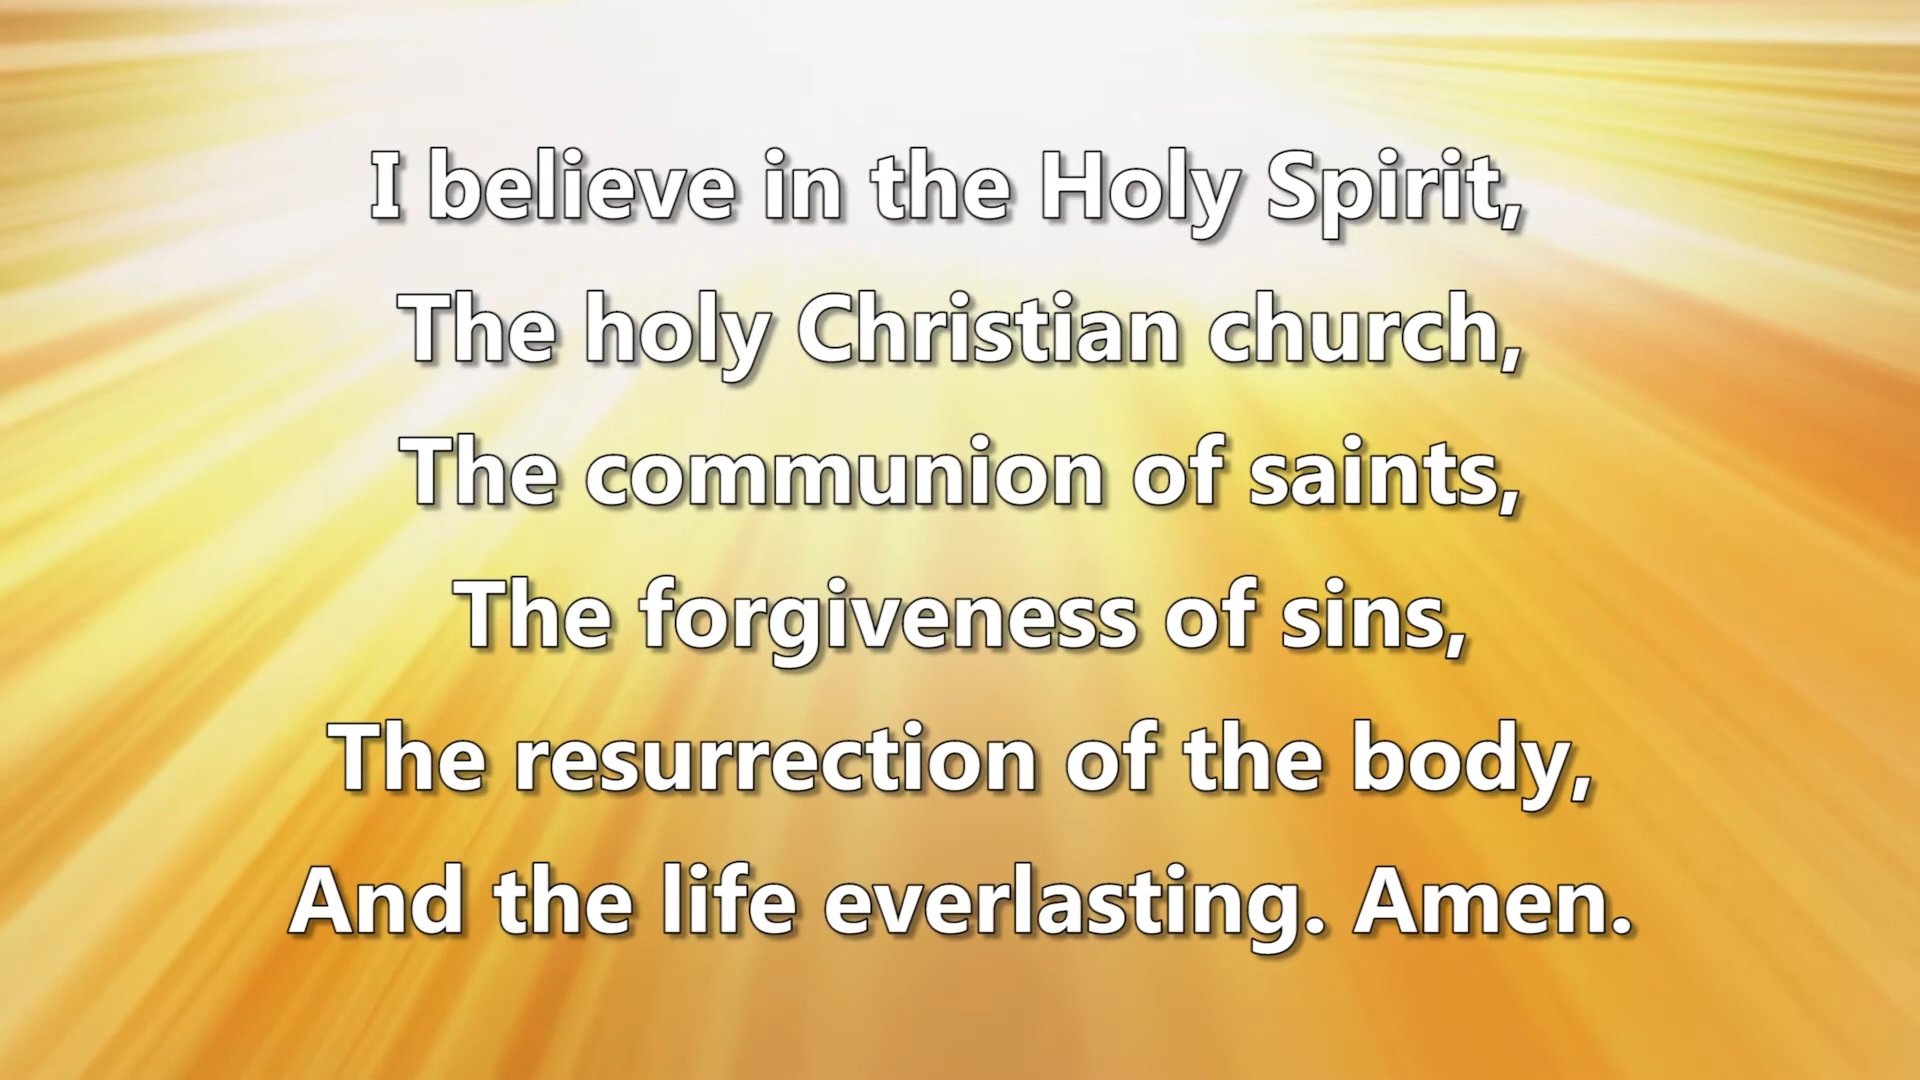 I believe in the Holy Spirit,
The holy Christian church,
The communion of saints,
The forgiveness of sins,
The resurrection of the body,
And the life everlasting. Amen.